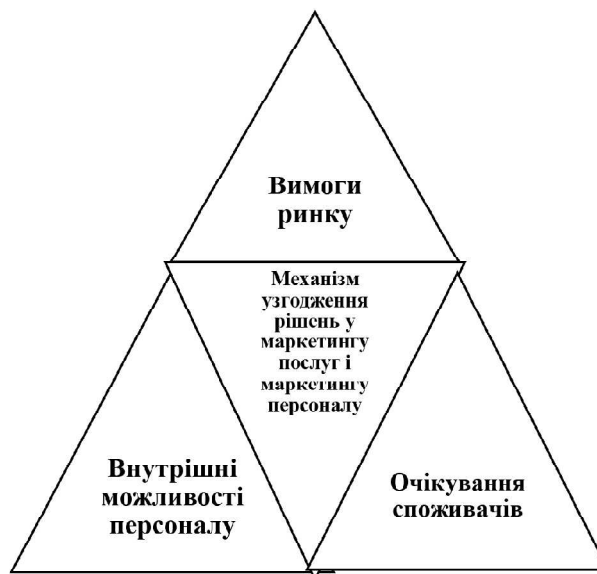 Вимоги
ринку
Механізм
узгодження
рішень у
маркетингу
послуг і
маркетингу
персоналу
Внутрішні
можливості
персоналу
Очікування
споживачів